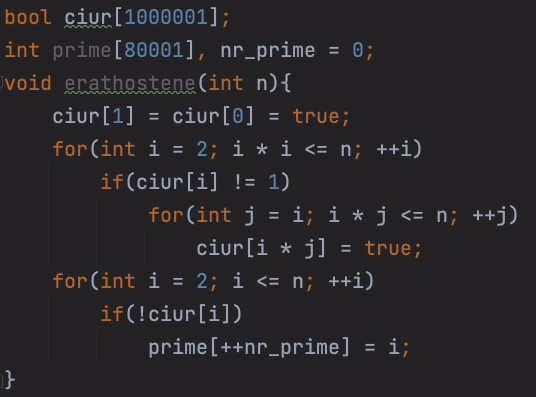 bool ciur[1000001];
int prime[80001], nr_prime = 0;
void erathostene(int n){
    ciur[1] = ciur[0] = true;
    for(int i = 2; i * i <= n; ++i)
        if(ciur[i] != 1)
            for(int j = i; i * j <= n; ++j)
                ciur[i * j] = true;
    for(int i = 2; i <= n; ++i)
        if(!ciur[i])
            prime[++nr_prime] = i;
}